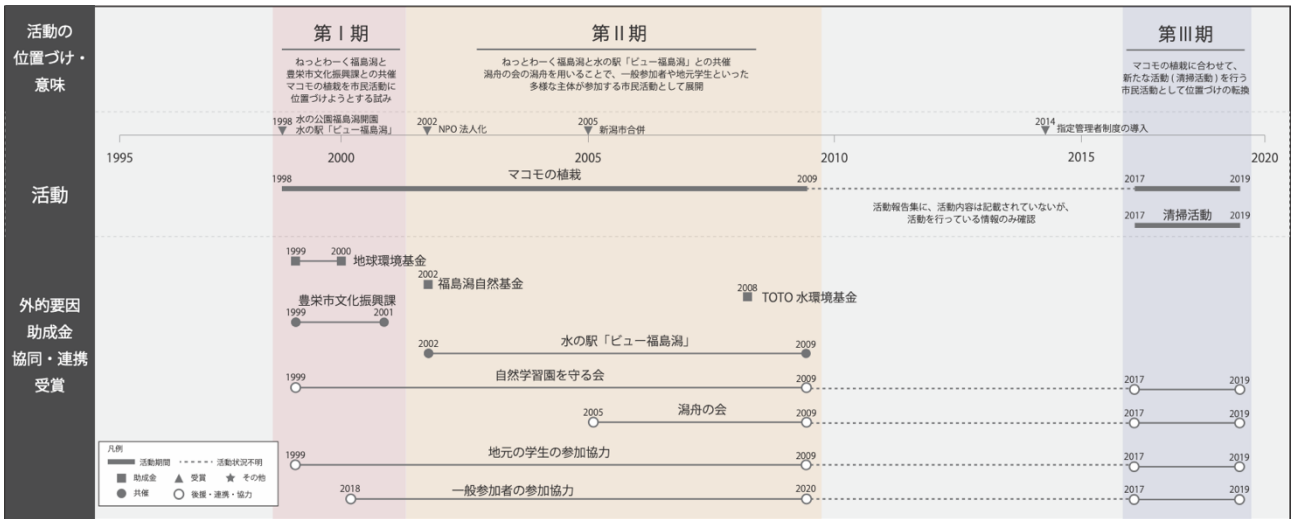 活動の
位置づけ・
意味
第Ⅰ期
ねっとわーく福島潟と
豊栄市文化振興課との共催
マコモの植栽を市民活動に
位置づけようとする試み
第Ⅱ期
ねっとわーく福島潟と水の駅「ビュー福島潟」との共催
潟舟の会の潟舟を用いることで、一般参加者や地元学生といった
多様な主体が参加する市民活動として展開
第Ⅲ期
マコモの植栽に合わせて、
新たな活動(清掃活動)を行う
市民活動として位置づけの転換
1998 水の公園福島潟開園
水の駅「ビュー福島潟」
2002 NPO法人化
2005 新潟市合併
2014 指定管理者制度の導入
1995 2000 2005 2010 2015 2020
活動
1998 マコモの植栽 2009 2017 2019
活動報告集に、活動内容は記載されていないが、
活動を行っている情報のみ確認
2017 清掃活動 2019
外的要因
助成金
協同・連携
受賞
1999 2000 地球環境基金
2002 福島潟自然基金
2008 TOTO水環境基金
豊栄市文化振興課
1999 2001
2002 水の駅「ビュー福島潟」 2009
1999 自然学習園を守る会 2009 2017 2019
2005 潟舟の会 2009 2017 2019
1999 地元の学生の参加協力 2009 2017 2019
2018 一般参加者の参加協力 2020 2017 2019
凡例
活動期間 活動状況不明
助成金 受賞 その他
共催 後援・連携・協力